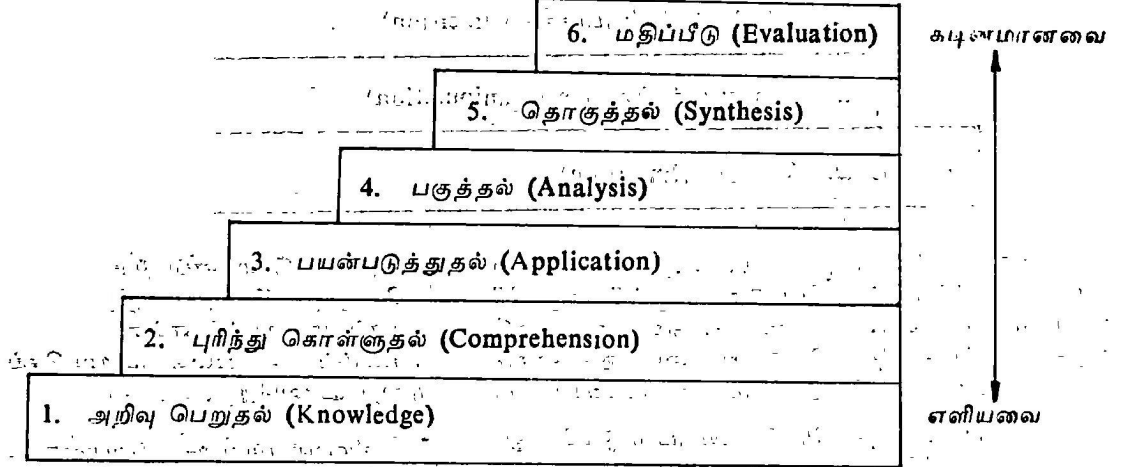 6. மதிப்பீடு (Evaluation)
கடினமானவை
5. தொகுத்தல் (Synthesis)
4. பகுத்தல் (Analysis)
3. பயன்படுத்துதல் (Application)
2. புரிந்து கொள்ளுதல் (Comprehension)
1. அறிவு பெறுதல் (Knowledge)
எளியவை